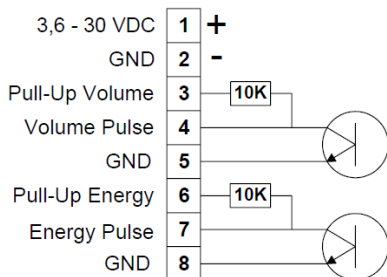 3,6 - 30 VDC 1 +
GND 2 -
Pull-Up Volume 3 10K
Volume Pulse 4
GND 5
Pull-Up Energy 6 10K
Energy Pulse 7
GND 8